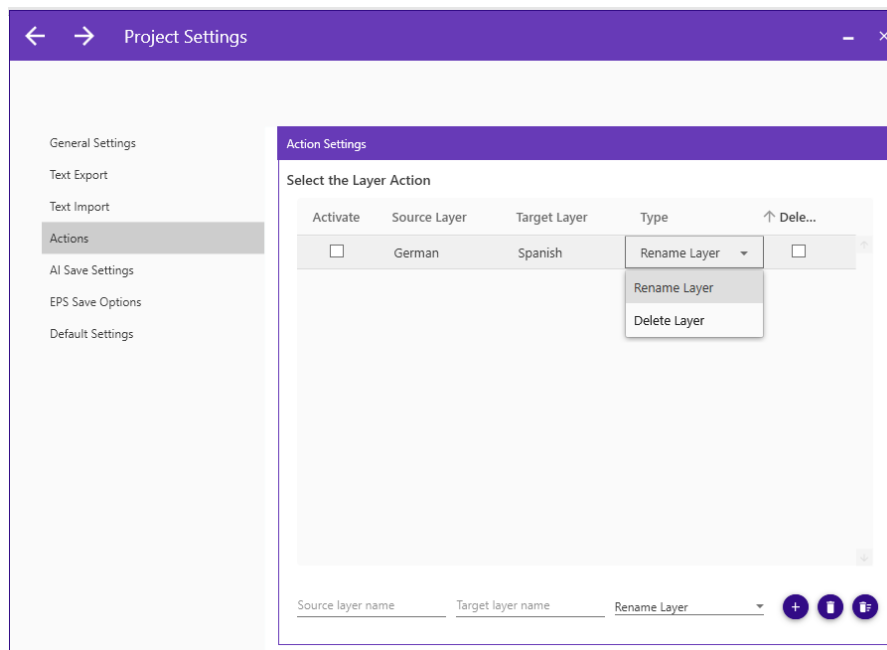 Project Settings
General Settings
Text Export
Text Import
Actions
AI Save Settings
EPS Save Options
Default Settings
Action Settings
Select the Layer Action
Activate Source Layer Target Layer Type Dele...
German Spanish Rename Layer
Rename Layer
Delete Layer
Source layer name Target layer name Rename Layer